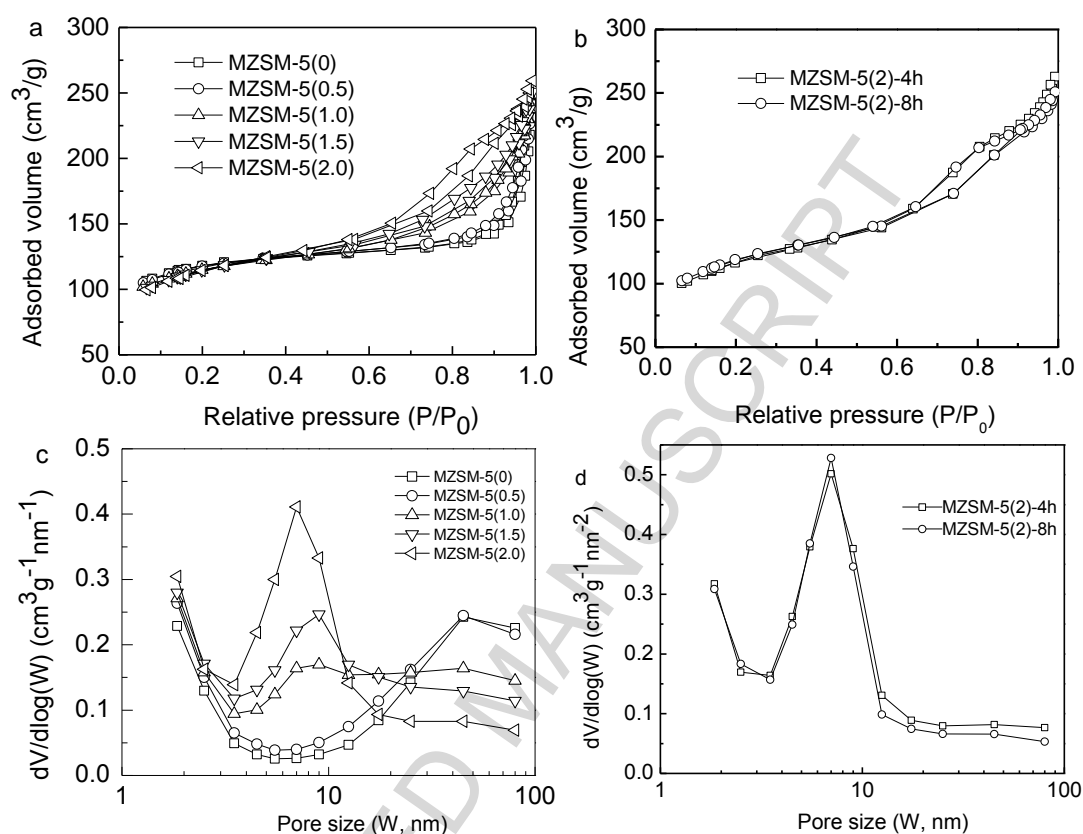 a
300
250
200
150
100
50
Adsorbed volume (cm³/g)
MZSM-5(0)
MZSM-5(0.5)
MZSM-5(1.0)
MZSM-5(1.5)
MZSM-5(2.0)
0.0 0.2 0.4 0.6 0.8 1.0
Relative pressure (P/P₀)
b
300
250
200
150
100
50
Adsorbed volume (cm³/g)
MZSM-5(2)-4h
MZSM-5(2)-8h
0.0 0.2 0.4 0.6 0.8 1.0
Relative pressure (P/P₀)
c
0.5
0.4
0.3
0.2
0.1
0.0
dV/dlog(W) (cm³g⁻¹nm⁻¹)
MZSM-5(0)
MZSM-5(0.5)
MZSM-5(1.0)
MZSM-5(1.5)
MZSM-5(2.0)
1 10 100
Pore size (W, nm)
d
0.5
0.4
0.3
0.2
0.1
0.0
dV/dlog(W) (cm³g⁻¹nm⁻²)
MZSM-5(2)-4h
MZSM-5(2)-8h
1 10 100
Pore size (W, nm)
ED MANUSCRIPT